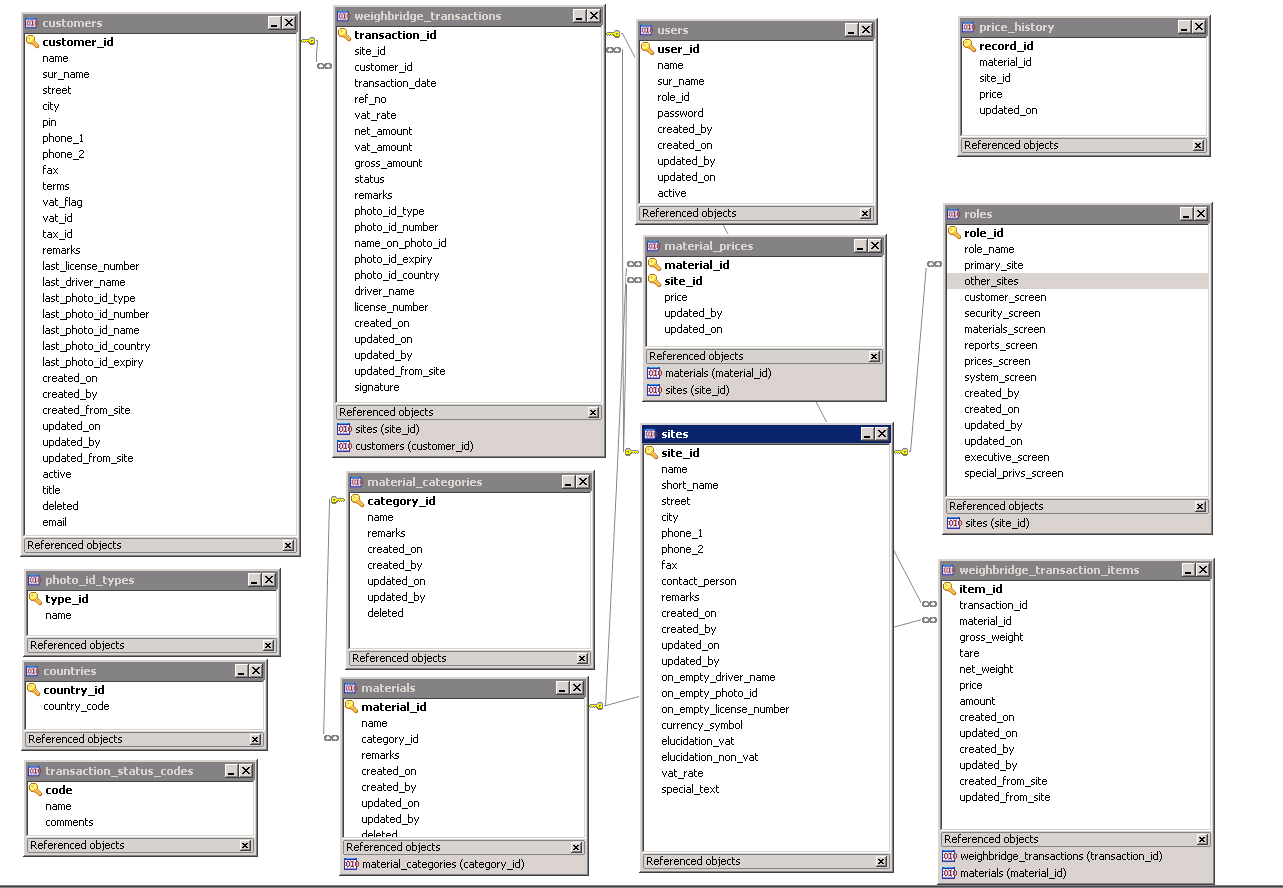 customers
customer_id
name
sur_name
street
city
pin
phone_1
phone_2
fax
terms
vat_flag
vat_id
tax_id
remarks
last_license_number
last_driver_name
last_photo_id_type
last_photo_id_number
last_photo_id_name
last_photo_id_country
last_photo_id_expiry
created_on
created_by
created_from_site
updated_on
updated_by
updated_from_site
active
title
deleted
email
Referenced objects
photo_id_types
type_id
name
Referenced objects
countries
country_id
country_code
Referenced objects
transaction_status_codes
code
name
comments
Referenced objects
weighbridge_transactions
transaction_id
site_id
customer_id
transaction_date
ref_no
vat_rate
net_amount
vat_amount
gross_amount
status
remarks
photo_id_type
photo_id_number
name_on_photo_id
photo_id_expiry
photo_id_country
driver_name
license_number
created_on
updated_on
updated_by
updated_from_site
signature
Referenced objects
sites (site_id)
customers (customer_id)
material_categories
category_id
name
remarks
created_on
created_by
updated_on
updated_by
deleted
Referenced objects
materials
material_id
name
category_id
remarks
created_on
created_by
updated_on
updated_by
deleted
Referenced objects
material_categories (category_id)
users
user_id
name
sur_name
role_id
password
created_by
created_on
updated_by
updated_on
active
Referenced objects
material_prices
material_id
site_id
price
updated_by
updated_on
Referenced objects
materials (material_id)
sites (site_id)
sites
site_id
name
short_name
street
city
phone_1
phone_2
fax
contact_person
remarks
created_on
created_by
updated_on
updated_by
on_empty_driver_name
on_empty_photo_id
on_empty_license_number
currency_symbol
elucidation_vat
elucidation_non_vat
vat_rate
special_text
Referenced objects
price_history
record_id
material_id
site_id
price
updated_on
Referenced objects
roles
role_id
role_name
primary_site
other_sites
customer_screen
security_screen
materials_screen
reports_screen
prices_screen
system_screen
created_by
created_on
updated_by
updated_on
executive_screen
special_privs_screen
Referenced objects
sites (site_id)
weighbridge_transaction_items
item_id
transaction_id
material_id
gross_weight
tare
net_weight
price
amount
created_on
updated_on
created_by
updated_by
created_from_site
updated_from_site
Referenced objects
weighbridge_transactions (transaction_id)
materials (material_id)